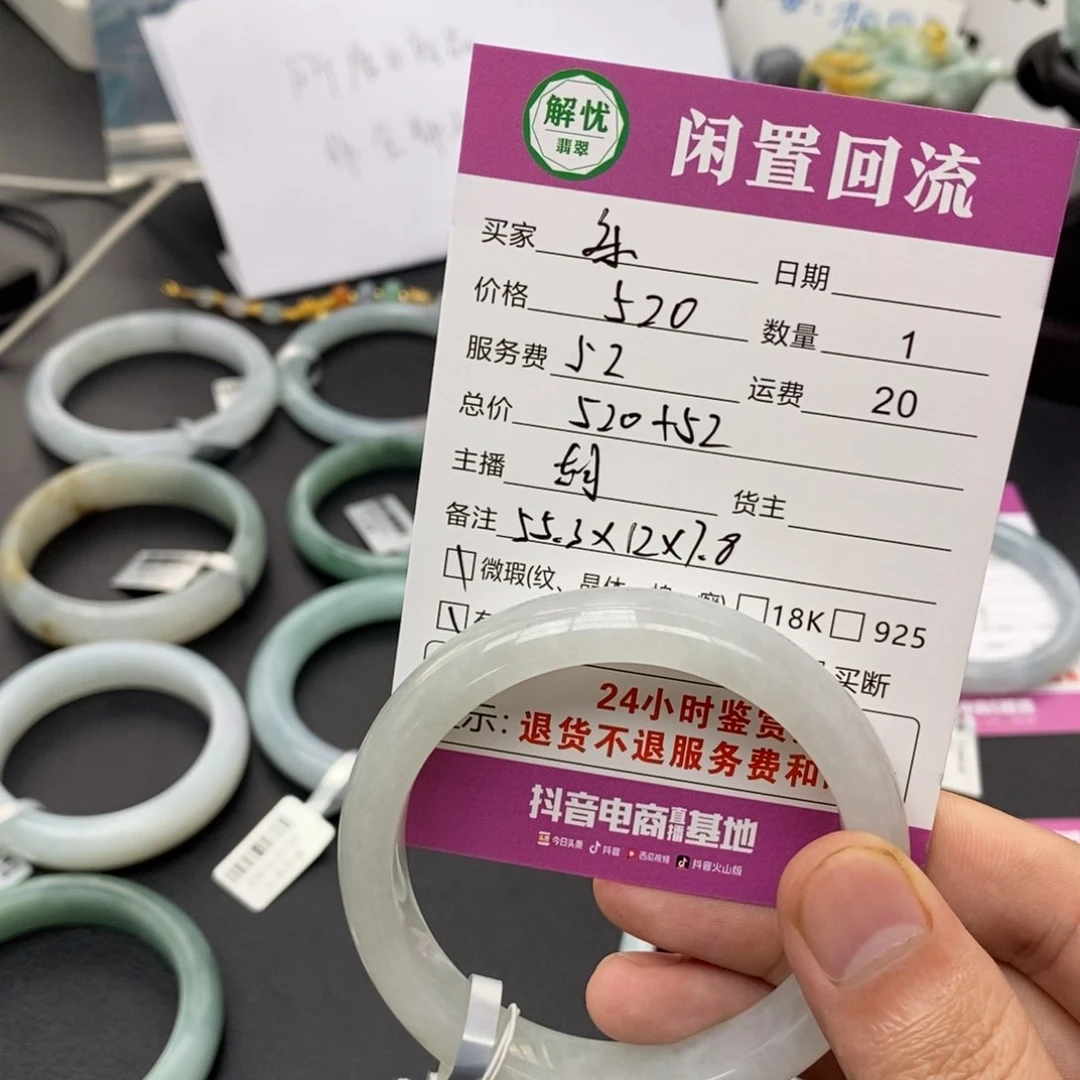 解忧
翡翠
闲置回流
买家 日期
价格 520 数量 1
服务费 52 运费 20
总价 520+52
主播 胡 货主
备注 55.3×12×7.8
微瑕(纹、晶体 18K 925
买断
24小时鉴赏
示：退货不退服务费和
抖音电商直播基地
今日头条 抖音 西瓜视频 抖音火山版